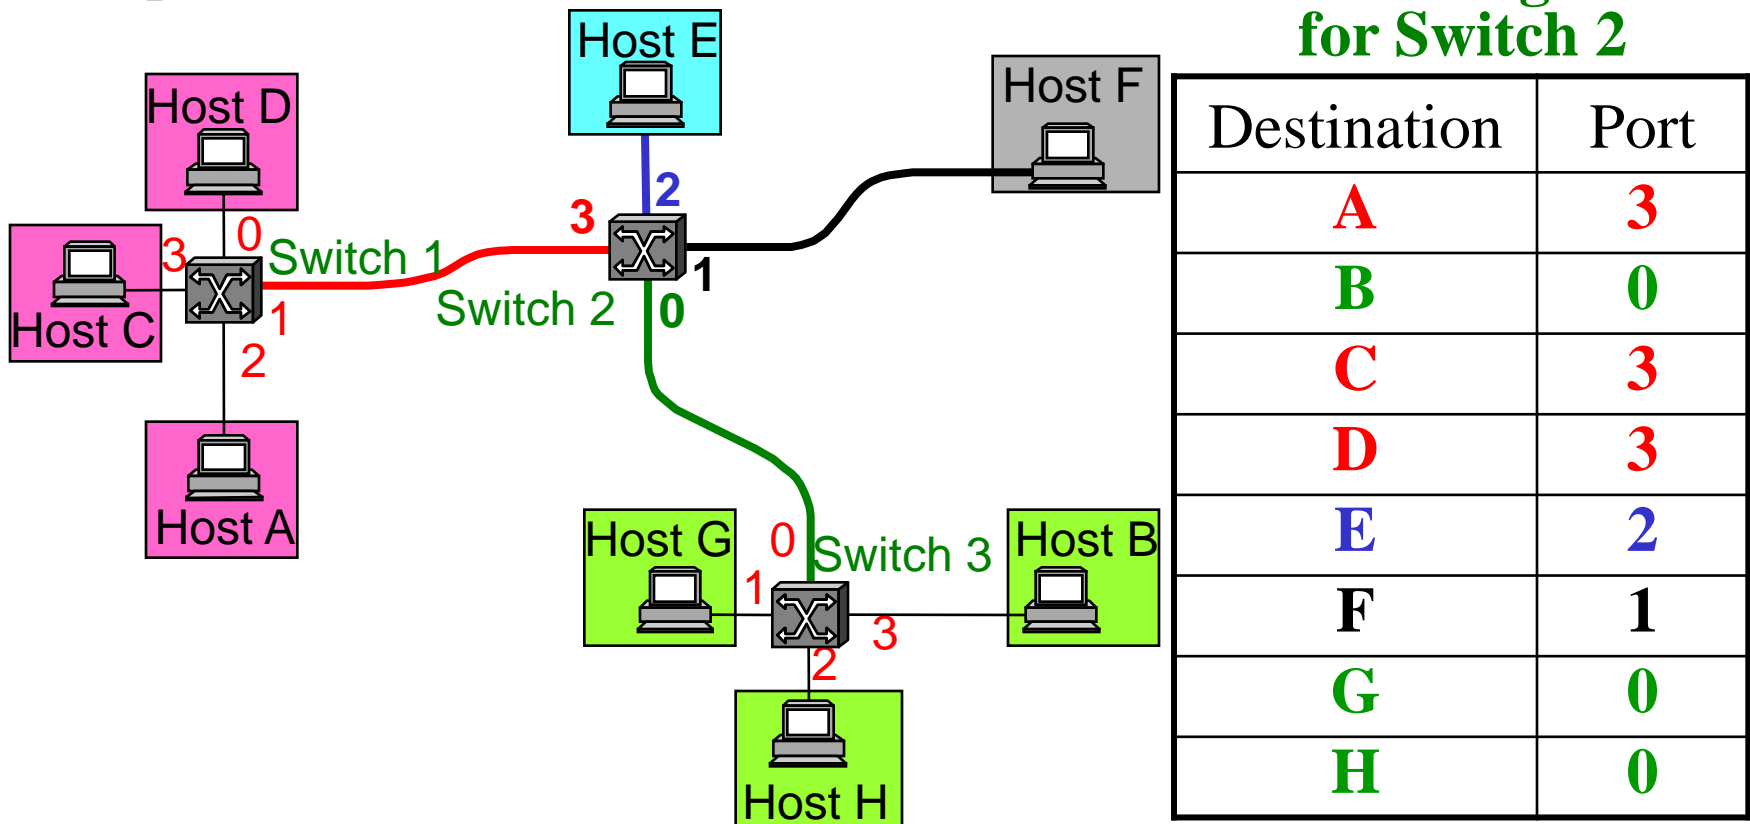 for Switch 2
Host E
Host F
Host D
Host C
Host A
3
0
Switch 1
1
2
3
2
1
Switch 2
0
Host G
0
Switch 3
Host B
1
3
2
Host H
Destination Port
A 3
B 0
C 3
D 3
E 2
F 1
G 0
H 0